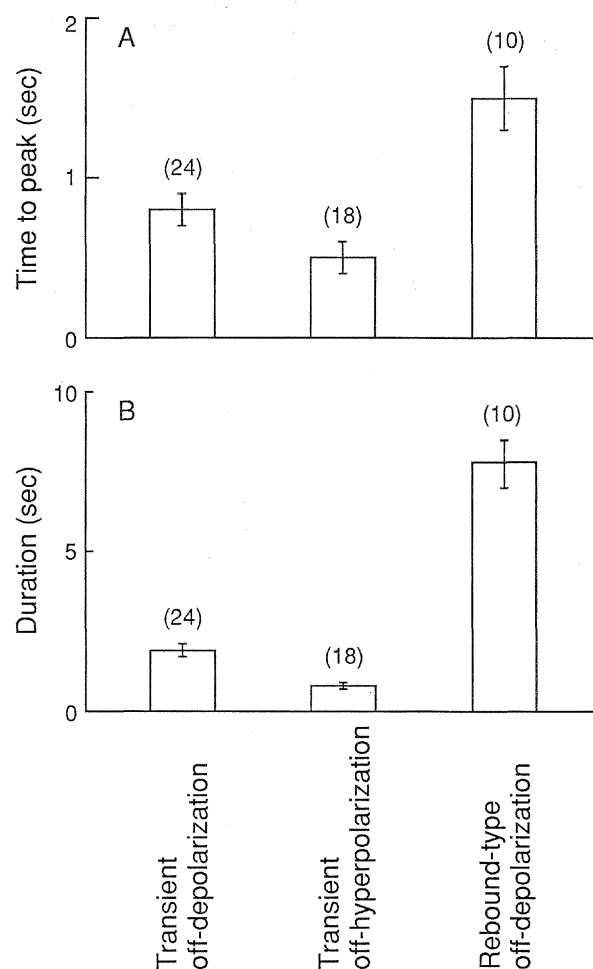 A
Time to peak (sec)
2
1
0
(24)
(18)
(10)
B
Duration (sec)
10
5
0
(24)
(18)
(10)
Transient
off-depolarization
Transient
off-hyperpolarization
Rebound-type
off-depolarization